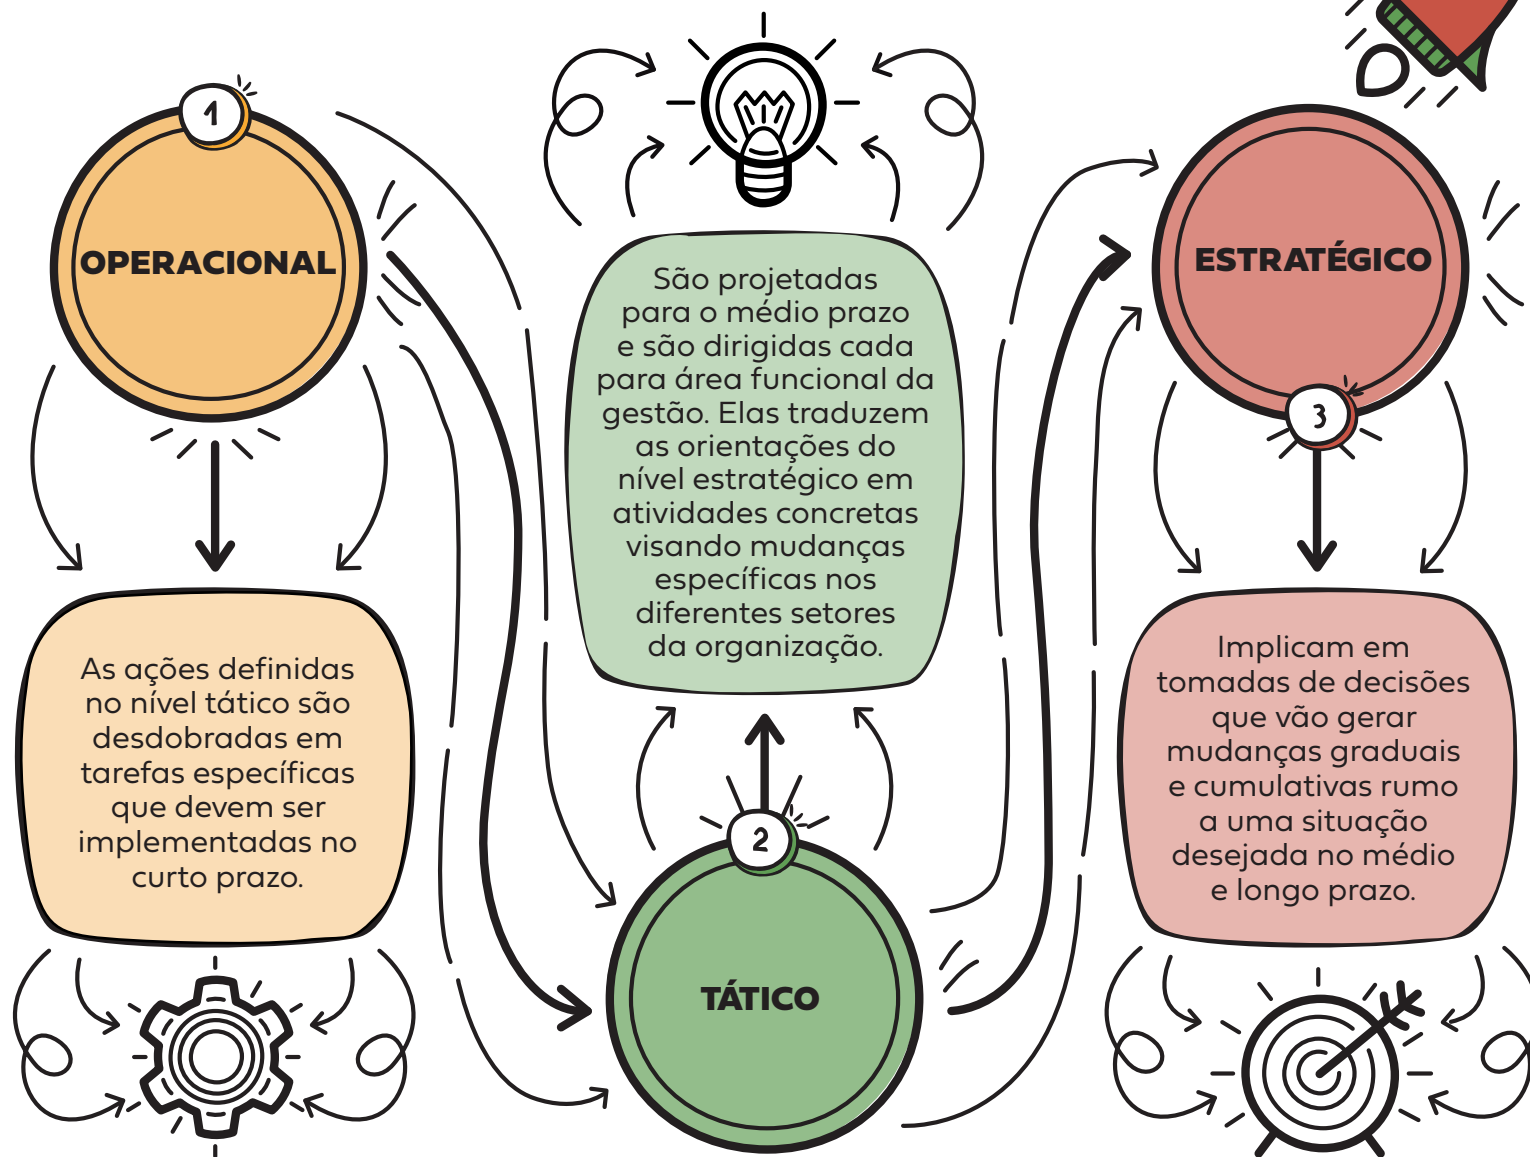 1
OPERACIONAL
As ações definidas
no nível tático são
desdobradas em
tarefas específicas
que devem ser
implementadas no
curto prazo.
São projetadas
para o médio prazo
e são dirigidas cada
para área funcional da
gestão. Elas traduzem
as orientações do
nível estratégico em
atividades concretas
visando mudanças
específicas nos
diferentes setores
da organização.
2
TÁTICO
ESTRATÉGICO
3
Implicam em
tomadas de decisões
que vão gerar
mudanças graduais
e cumulativas rumo
a uma situação
desejada no médio
e longo prazo.